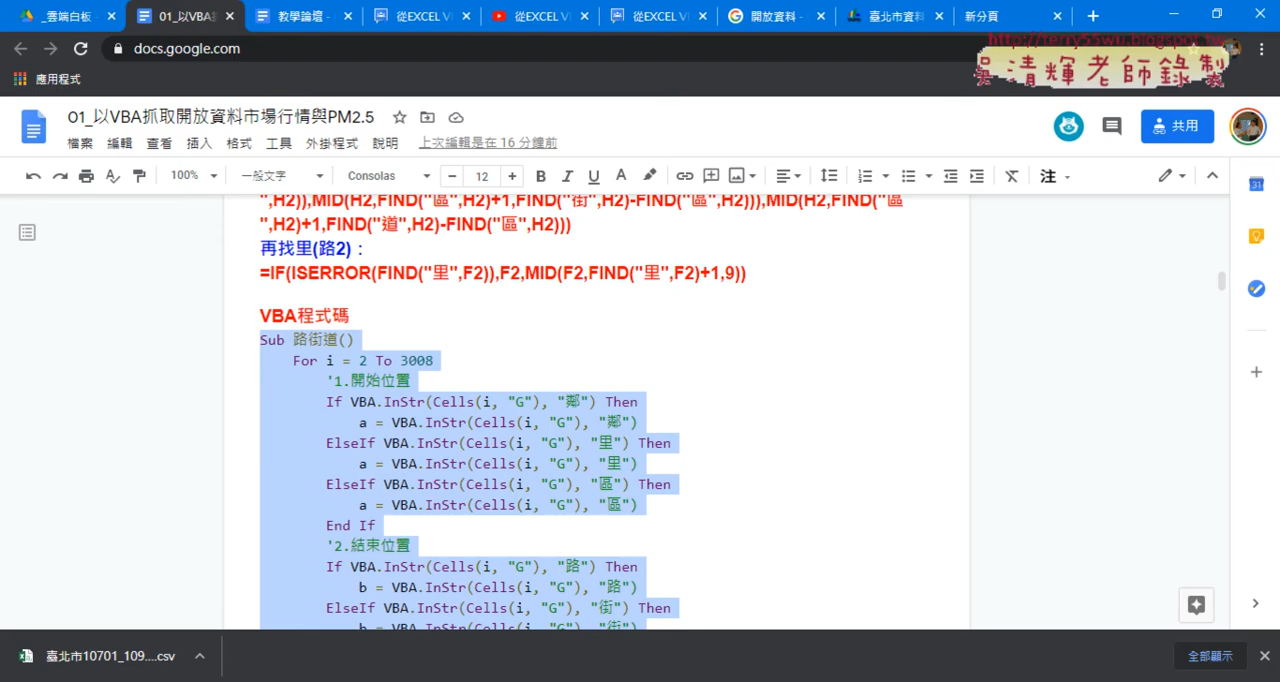 _雲端白板
01_以VBA抓
教學論壇 -
從EXCEL V
從EXCEL V
從EXCEL V
開放資料 -
臺北市資料
新分頁
docs.google.com
http://terry55wu.blogspot.tw
吳清輝老師錄製
應用程式
01_以VBA抓取開放資料市場行情與PM2.5
共用
檔案 編輯 查看 插入 格式 工具 外掛程式 說明 上次編輯是在 16 分鐘前
100% 一般文字 Consolas 12 注
",H2)),MID(H2,FIND("區",H2)+1,FIND("街",H2)-FIND("區",H2))),MID(H2,FIND("區
",H2)+1,FIND("道",H2)-FIND("區",H2)))
再找里(路2)：
=IF(ISERROR(FIND("里",F2)),F2,MID(F2,FIND("里",F2)+1,9))
VBA程式碼
Sub 路街道()
For i = 2 To 3008
'1.開始位置
If VBA.InStr(Cells(i, "G"), "鄰") Then
a = VBA.InStr(Cells(i, "G"), "鄰")
ElseIf VBA.InStr(Cells(i, "G"), "里") Then
a = VBA.InStr(Cells(i, "G"), "里")
ElseIf VBA.InStr(Cells(i, "G"), "區") Then
a = VBA.InStr(Cells(i, "G"), "區")
End If
'2.結束位置
If VBA.InStr(Cells(i, "G"), "路") Then
b = VBA.InStr(Cells(i, "G"), "路")
ElseIf VBA.InStr(Cells(i, "G"), "街") Then
b = VBA.InStr(Cells(i, "G"), "街")
臺北市10701_109....csv
全部顯示